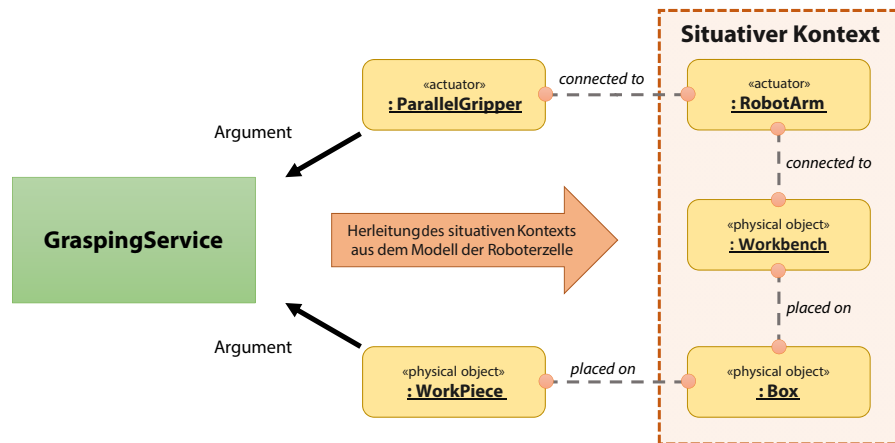 Situativer Kontext
«actuator»
: ParallelGripper
connected to
«actuator»
: RobotArm
Argument
connected to
GraspingService
Herleitung des situativen Kontexts
aus dem Modell der Roboterzelle
«physical object»
: Workbench
placed on
Argument
«physical object»
: WorkPiece
placed on
«physical object»
: Box